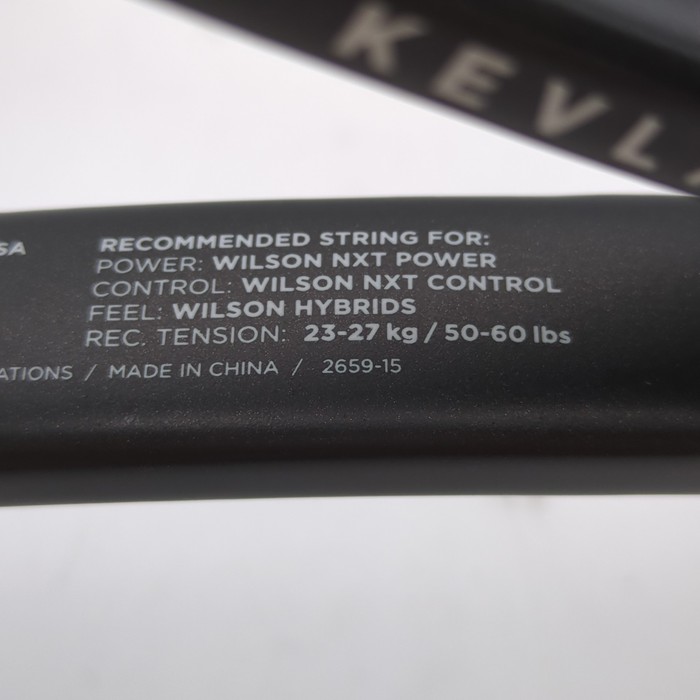 KEVL
SA
RECOMMENDED STRING FOR:
POWER: WILSON NXT POWER
CONTROL: WILSON NXT CONTROL
FEEL: WILSON HYBRIDS
REC. TENSION: 23-27 kg / 50-60 lbs
ATIONS / MADE IN CHINA / 2659-15